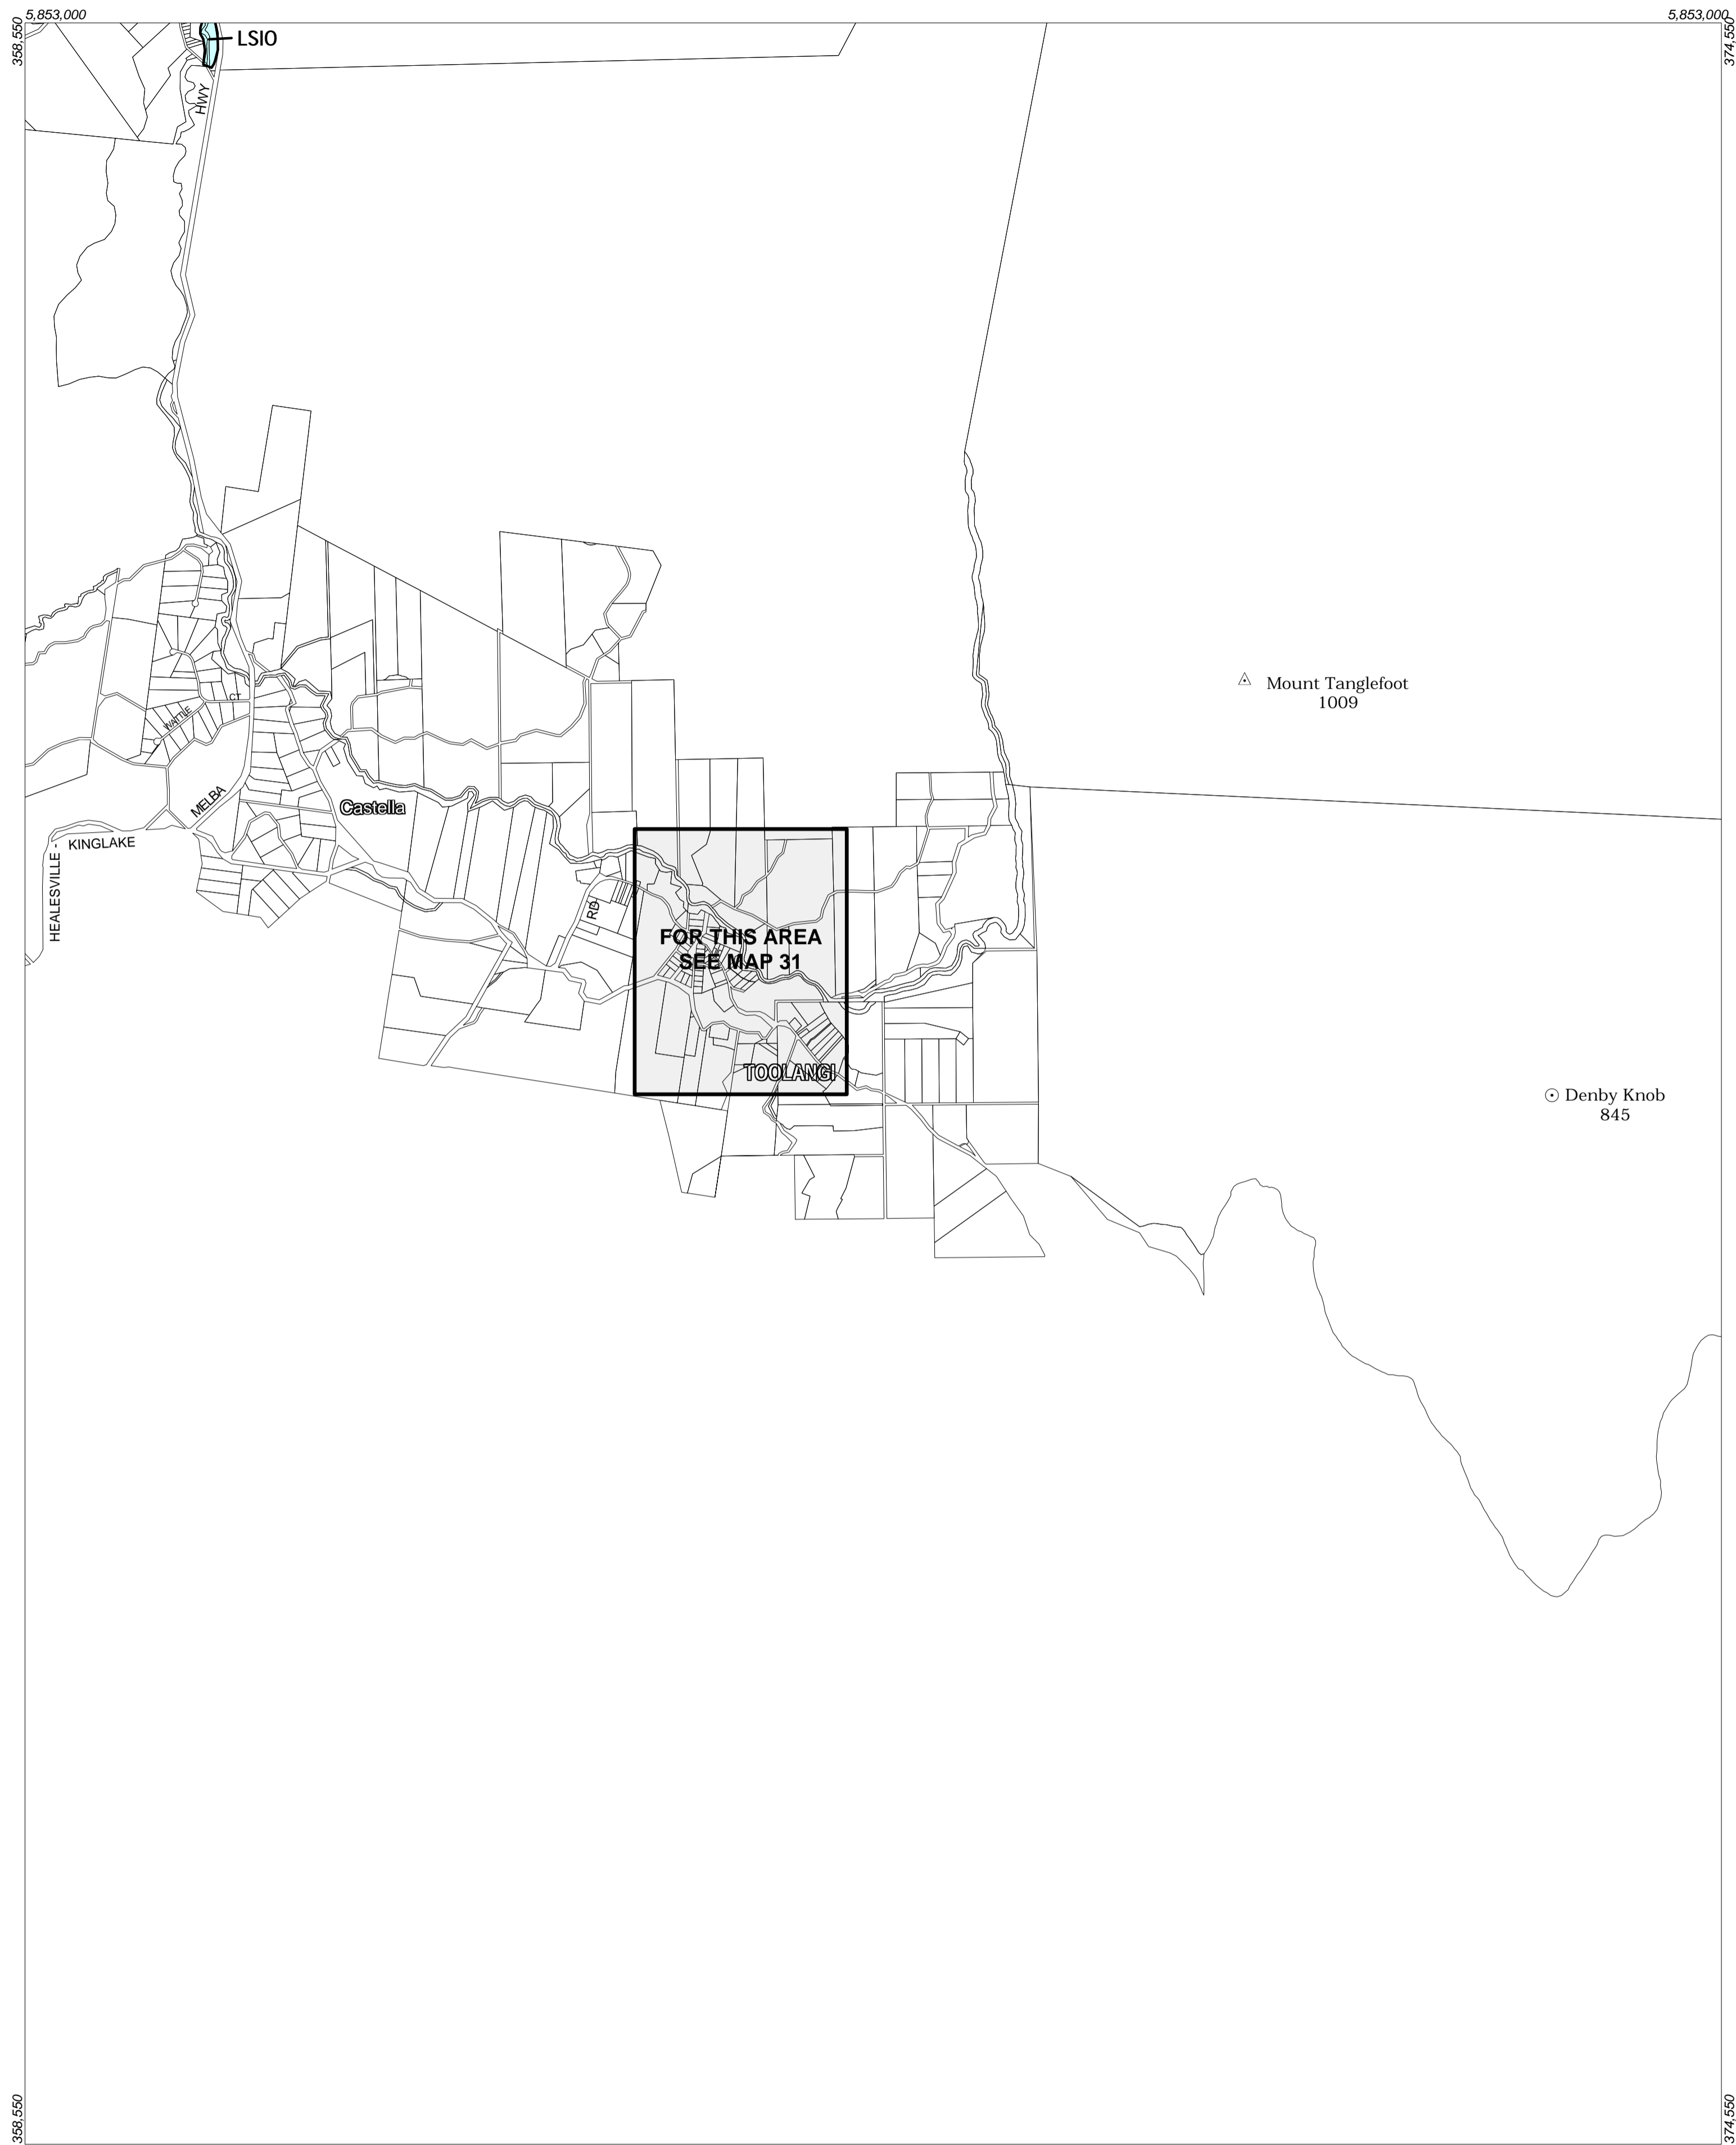 5,853,000
5,853,000
358,550
374,550
LSIO
HWY
Mount Tanglefoot
1009
CT
WATTLE
MELBA
Castella
KINGLAKE
HEALESVILLE -
RD
FOR THIS AREA
SEE MAP 31
TOOLANGI
Denby Knob
845
358,550
374,550